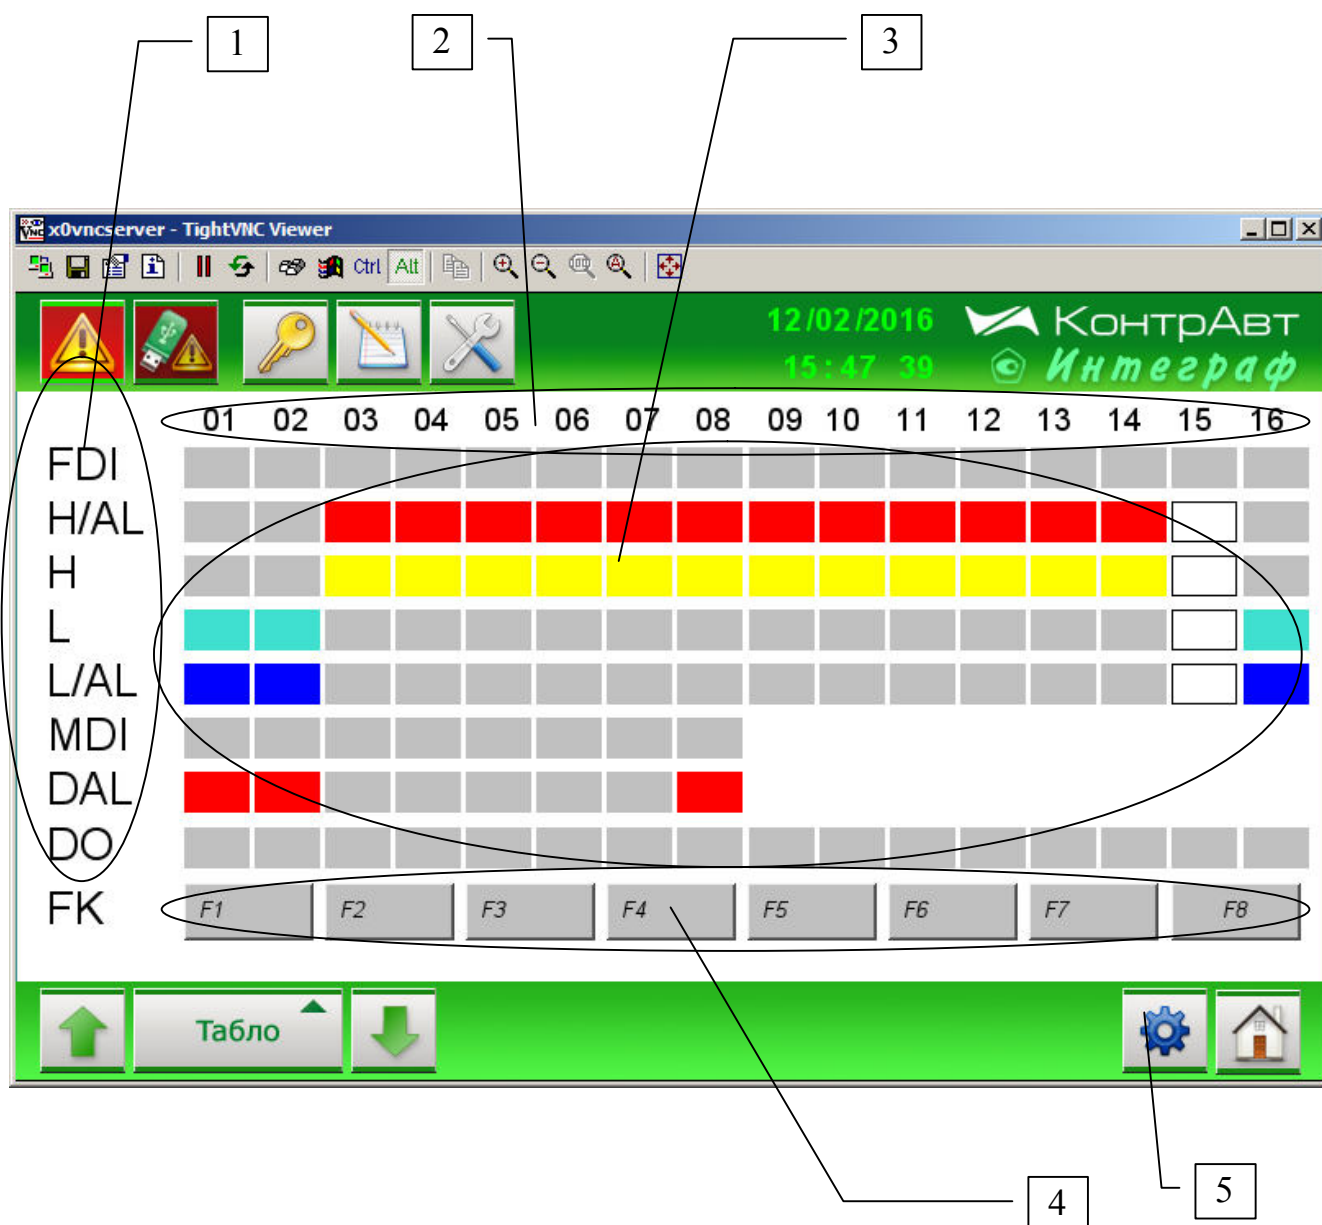 1 2 3
x0vncserver - TightVNC Viewer
Ctrl Alt
12/02/2016 КонтрАвт
15:47 39 Интеграф
01 02 03 04 05 06 07 08 09 10 11 12 13 14 15 16
FDI
H/AL
H
L
L/AL
MDI
DAL
DO
FK F1 F2 F3 F4 F5 F6 F7 F8
Табло
4 5